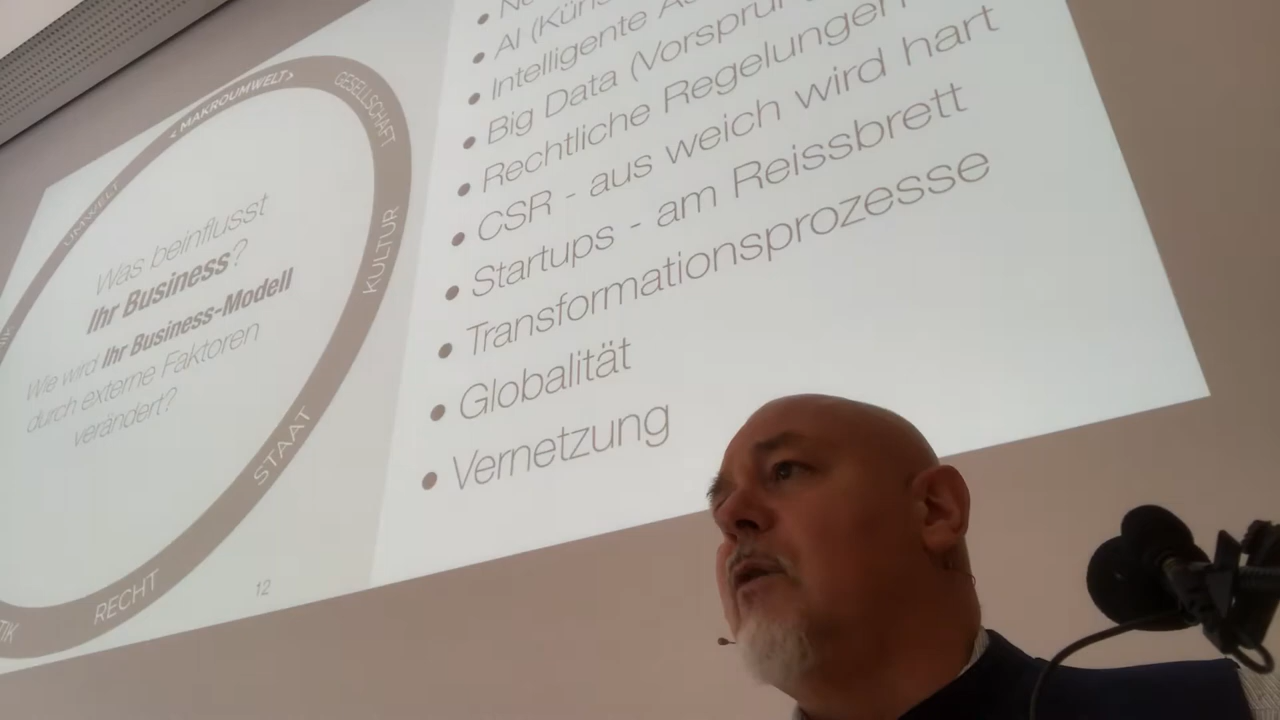 < MAKROUMWELT >
GESELLSCHAFT
UMWELT
KULTUR
STAAT
RECHT
Was beinflusst
Ihr Business?
Wie wird Ihr Business-Modell
durch externe Faktoren
verändert?
12
• AI (Küns
• Intelligente
• Big Data (Vorsprun
• Rechtliche Regelungen
• CSR - aus weich wird hart
• Startups - am Reissbrett
• Transformationsprozesse
• Globalität
• Vernetzung